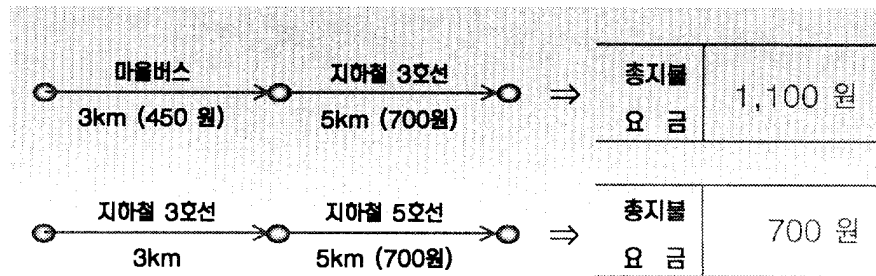 마을버스 지하철 3호선 총지불
3km (450 원) 5km (700원) ⇒ 1,100 원
요 금
지하철 3호선 지하철 5호선 총지불
3km 5km (700원) ⇒ 700 원
요 금